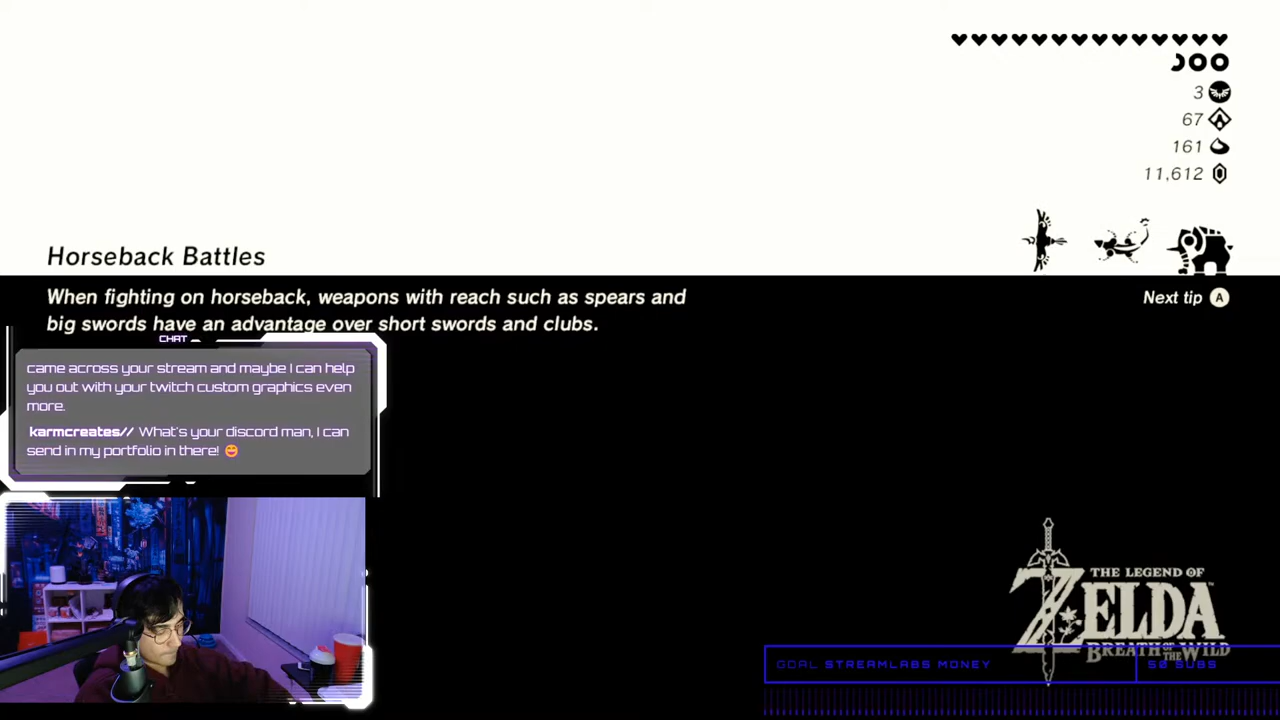 3
67
161
11,612
Horseback Battles
When fighting on horseback, weapons with reach such as spears and
big swords have an advantage over short swords and clubs.
Next tip A
CHAT
came across your stream and maybe I can help
you out with your twitch custom graphics even
more.
karmcreates// What's your discord man, I can
send in my portfolio in there!
THE LEGEND OF
ZELDA
BREATH OF THE WILD
GOAL STREAMLABS MONEY
50 SUBS